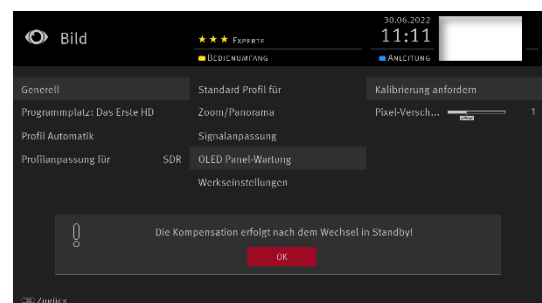 Bild
★★★ EXPERTE
30.06.2022
11:11
BEDIENUMFANG
ANLEITUNG
Generell
Standard Profil für
Kalibrierung anfordern
Programmplatz: Das Erste HD
Zoom/Panorama
Pixel-Versch... 1
Profil Automatik
Signalanpassung
Profilanpassung für SDR
OLED Panel-Wartung
Werkseinstellungen
Die Kompensation erfolgt nach dem Wechsel in Standby!
OK
Zurück